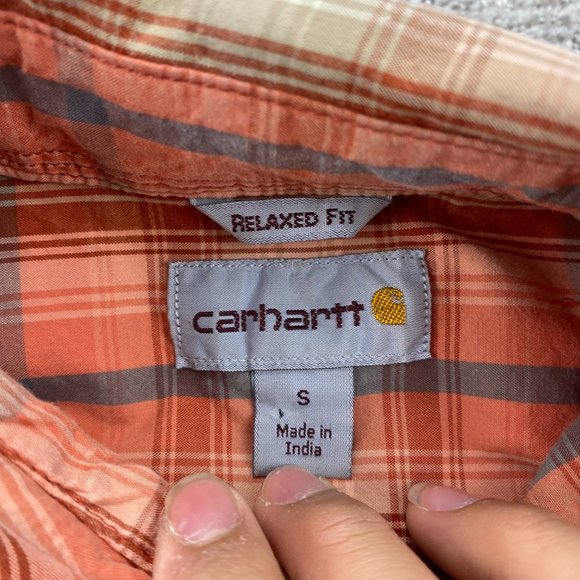 RELAXED FIT
carhartt
S
Made in
India